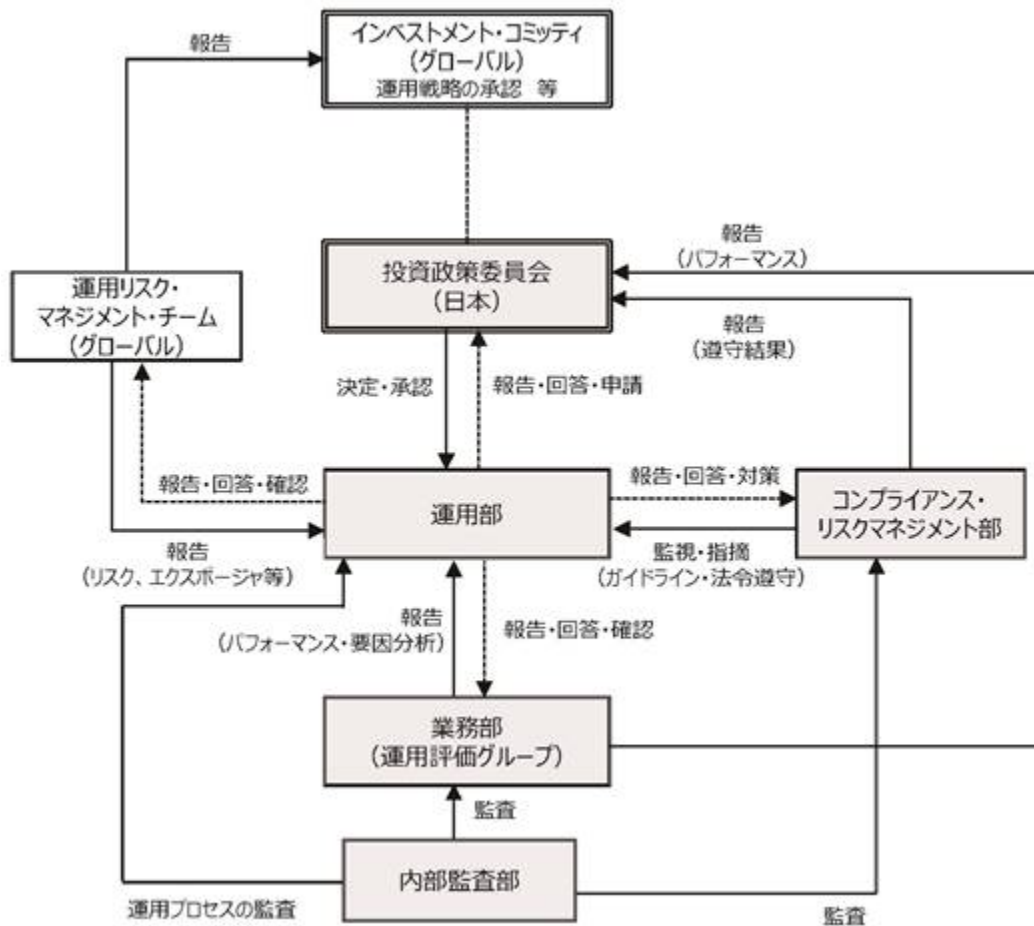 インベストメント・コミッティ
(グローバル)
運用戦略の承認 等
報告
投資政策委員会
(日本)
報告
(パフォーマンス)
運用リスク・
マネジメント・チーム
(グローバル)
報告
(遵守結果)
決定・承認
報告・回答・申請
報告・回答・確認
運用部
報告・回答・対策
コンプライアンス・
リスクマネジメント部
報告
(リスク、エクスポージャ等)
監視・指摘
(ガイドライン・法令遵守)
報告
(パフォーマンス・要因分析)
報告・回答・確認
業務部
(運用評価グループ)
監査
内部監査部
運用プロセスの監査
監査